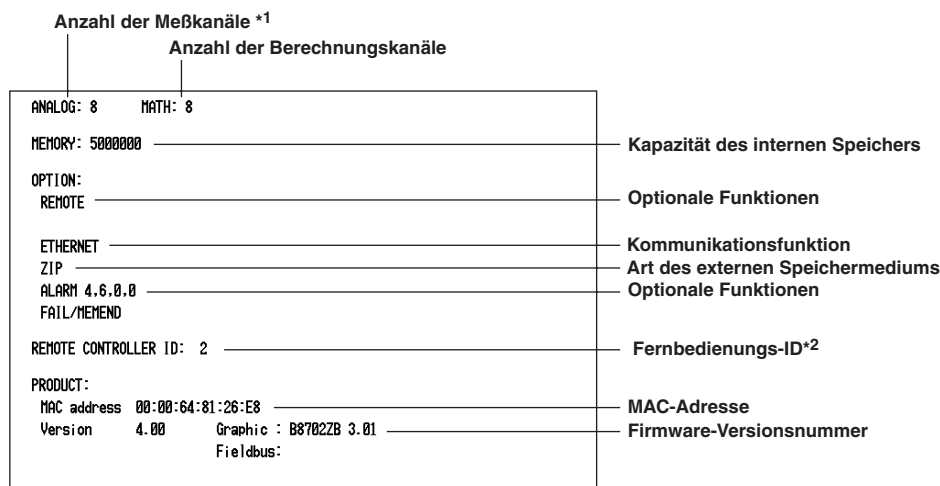 Anzahl der Meßkanäle *1
Anzahl der Berechnungskanäle
ANALOG: 8 MATH: 8
MEMORY: 5000000
Kapazität des internen Speichers
OPTION:
REMOTE
Optionale Funktionen
ETHERNET
Kommunikationsfunktion
ZIP
Art des externen Speichermediums
ALARM 4,6,0,0
Optionale Funktionen
FAIL/MEMEND
REMOTE CONTROLLER ID: 2
Fernbedienungs-ID*2
PRODUCT:
MAC address 00:00:64:81:26:E8
MAC-Adresse
Version 4.00 Graphic : B8702ZB 3.01
Firmware-Versionsnummer
Fieldbus: